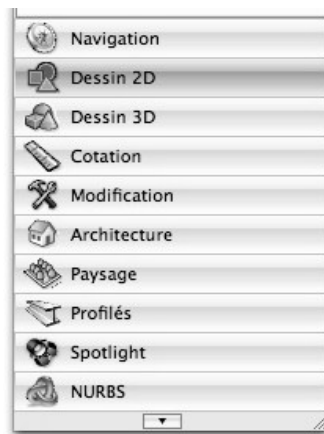 Navigation
Dessin 2D
Dessin 3D
Cotation
Modification
Architecture
Paysage
Profilés
Spotlight
NURBS